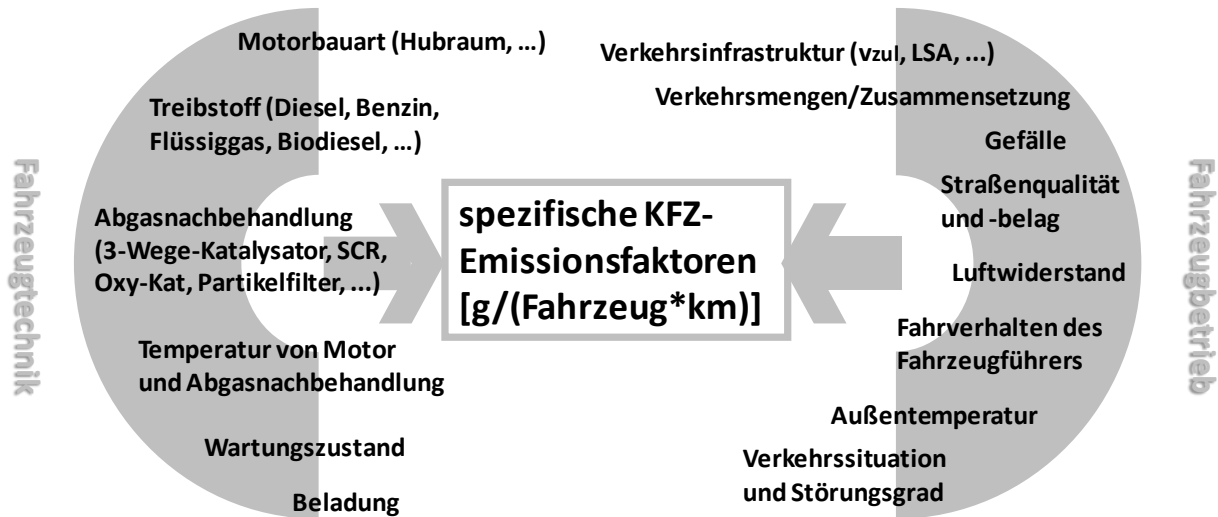 Fahrzeugtechnik
Motorbauart (Hubraum, ...)
Treibstoff (Diesel, Benzin,
Flüssiggas, Biodiesel, ...)
Abgasnachbehandlung
(3-Wege-Katalysator, SCR,
Oxy-Kat, Partikelfilter, ...)
Temperatur von Motor
und Abgasnachbehandlung
Wartungszustand
Beladung
spezifische KFZ-
Emissionsfaktoren
[g/(Fahrzeug*km)]
Verkehrsinfrastruktur (vzul, LSA, ...)
Verkehrsmengen/Zusammensetzung
Gefälle
Straßenqualität
und -belag
Luftwiderstand
Fahrverhalten des
Fahrzeugführers
Außentemperatur
Verkehrssituation
und Störungsgrad
Fahrzeugbetrieb